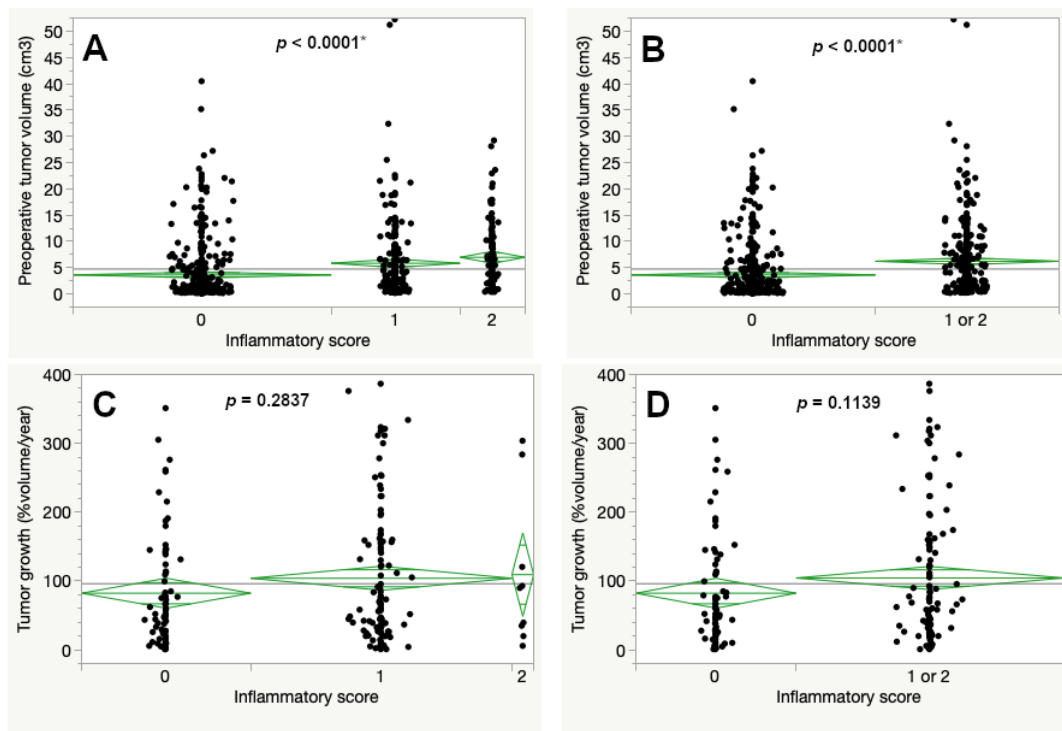 A
p < 0.0001*
Preoperative tumor volume (cm3)
50
45
40
35
30
25
20
15
10
5
0
0
1
2
Inflammatory score
B
p < 0.0001*
Preoperative tumor volume (cm3)
50
45
40
35
30
25
20
15
10
5
0
0
1 or 2
Inflammatory score
C
p = 0.2837
Tumor growth (%volume/year)
400
300
200
100
0
0
1
2
Inflammatory score
D
p = 0.1139
Tumor growth (%volume/year)
400
300
200
100
0
0
1 or 2
Inflammatory score